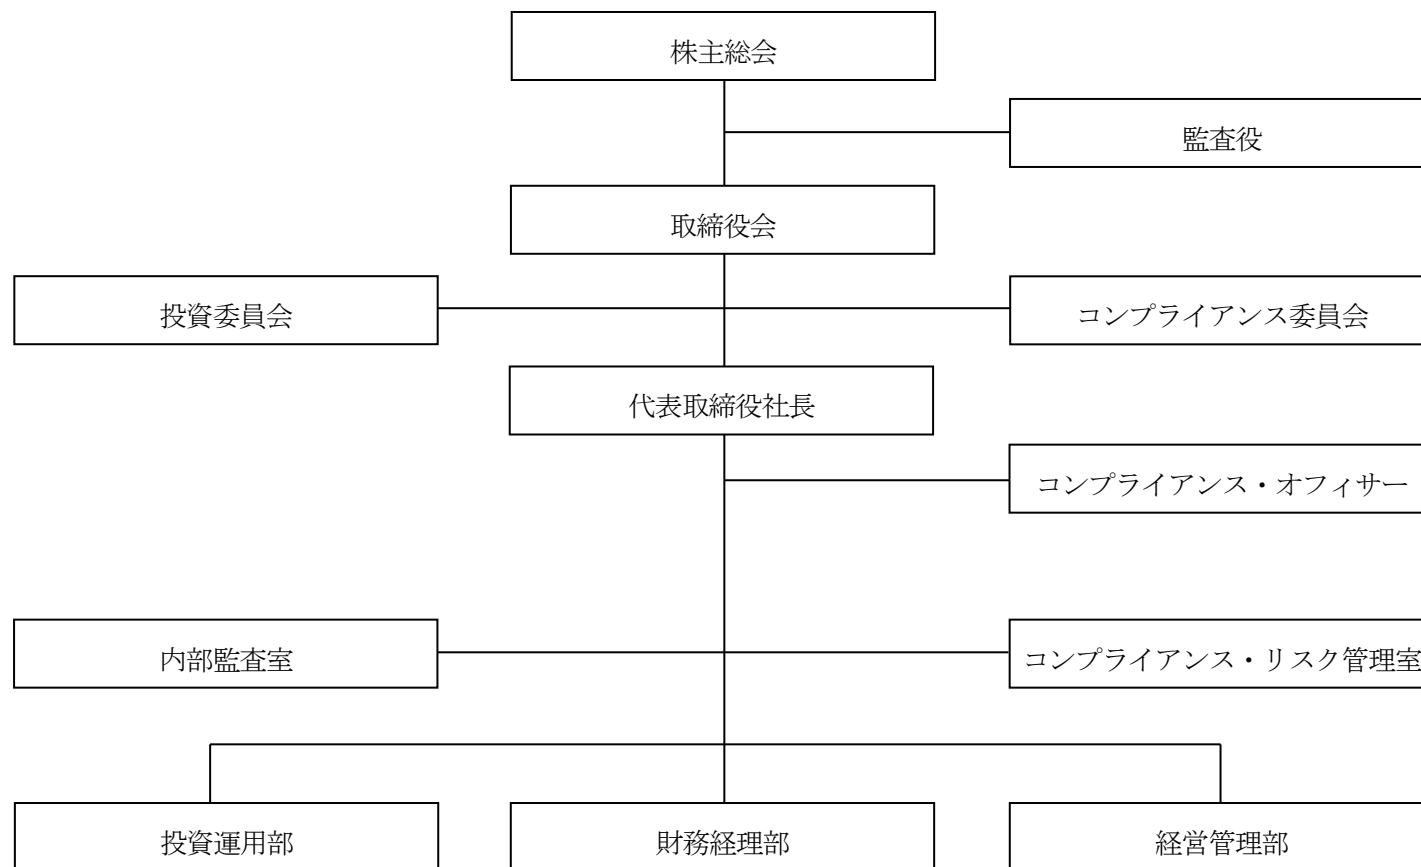 株主総会
監査役
取締役会
投資委員会
コンプライアンス委員会
代表取締役社長
コンプライアンス・オフィサー
内部監査室
コンプライアンス・リスク管理室
投資運用部
財務経理部
経営管理部